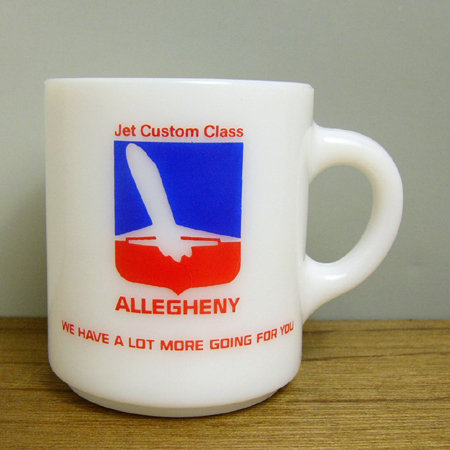 Jet Custom Class
ALLEGHENY
WE HAVE A LOT MORE GOING FOR YOU